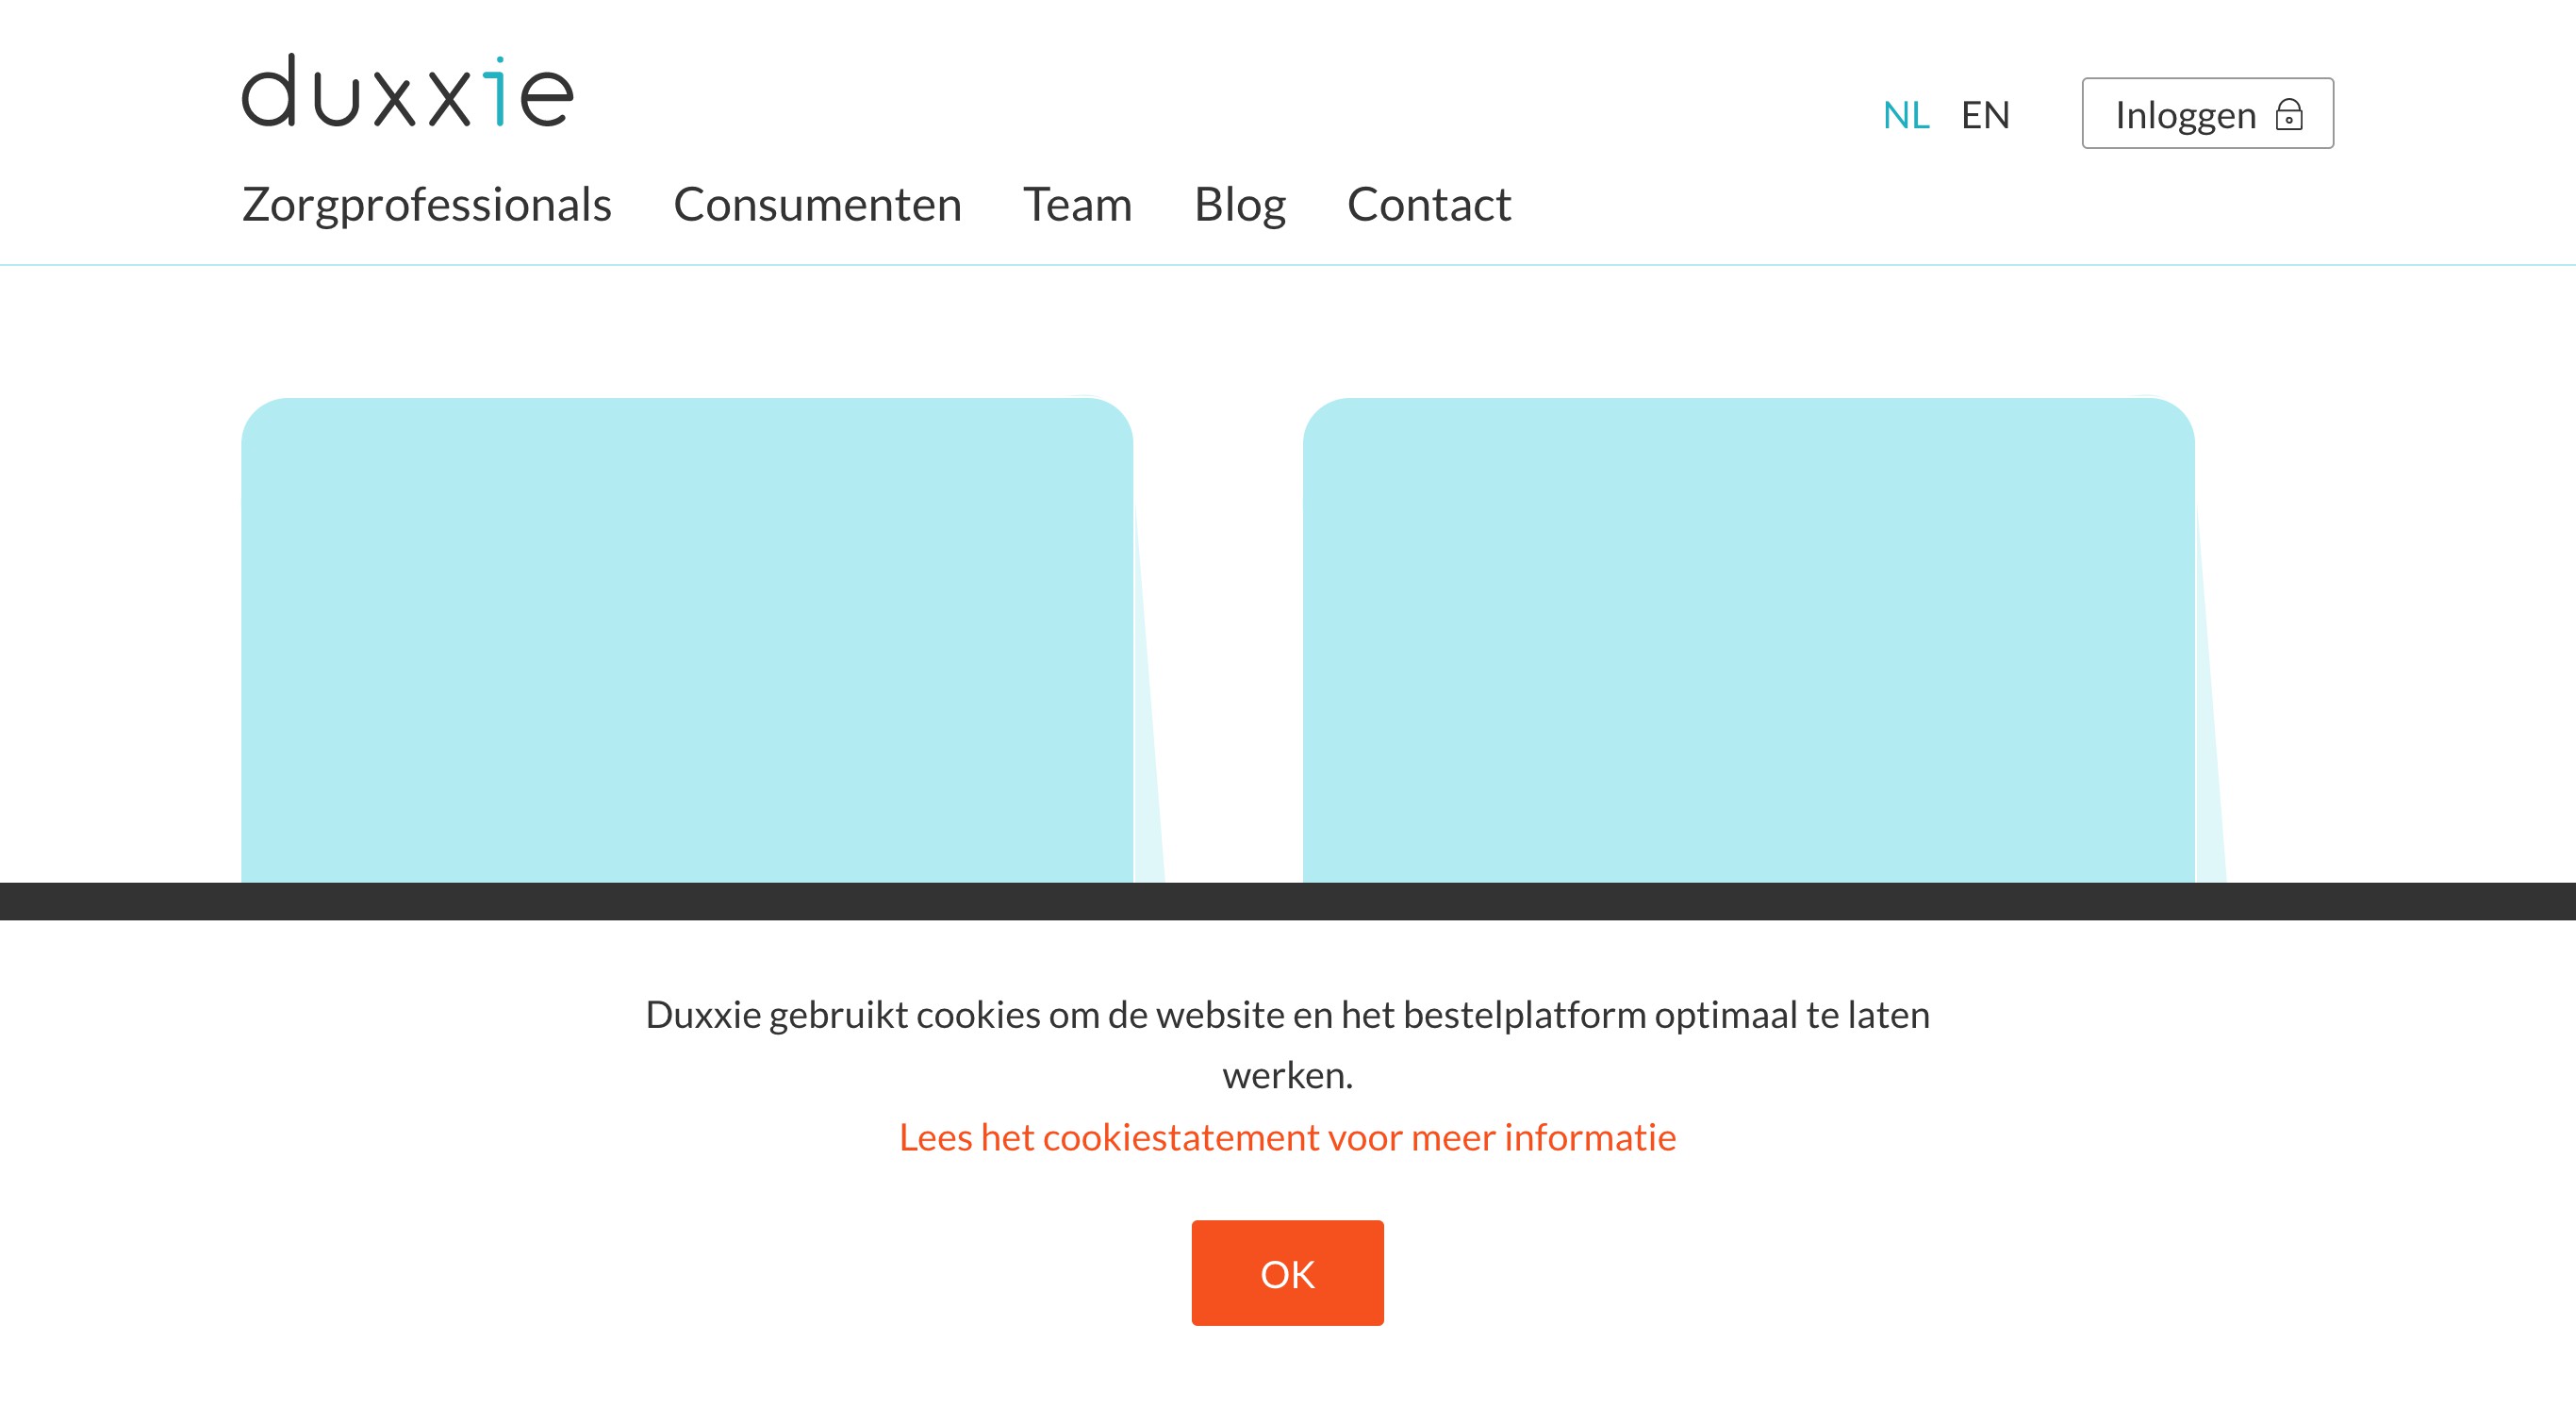 duxxie
NL EN Inloggen
Zorgprofessionals Consumenten Team Blog Contact
Duxxie gebruikt cookies om de website en het bestelplatform optimaal te laten
werken.
Lees het cookiestatement voor meer informatie
OK